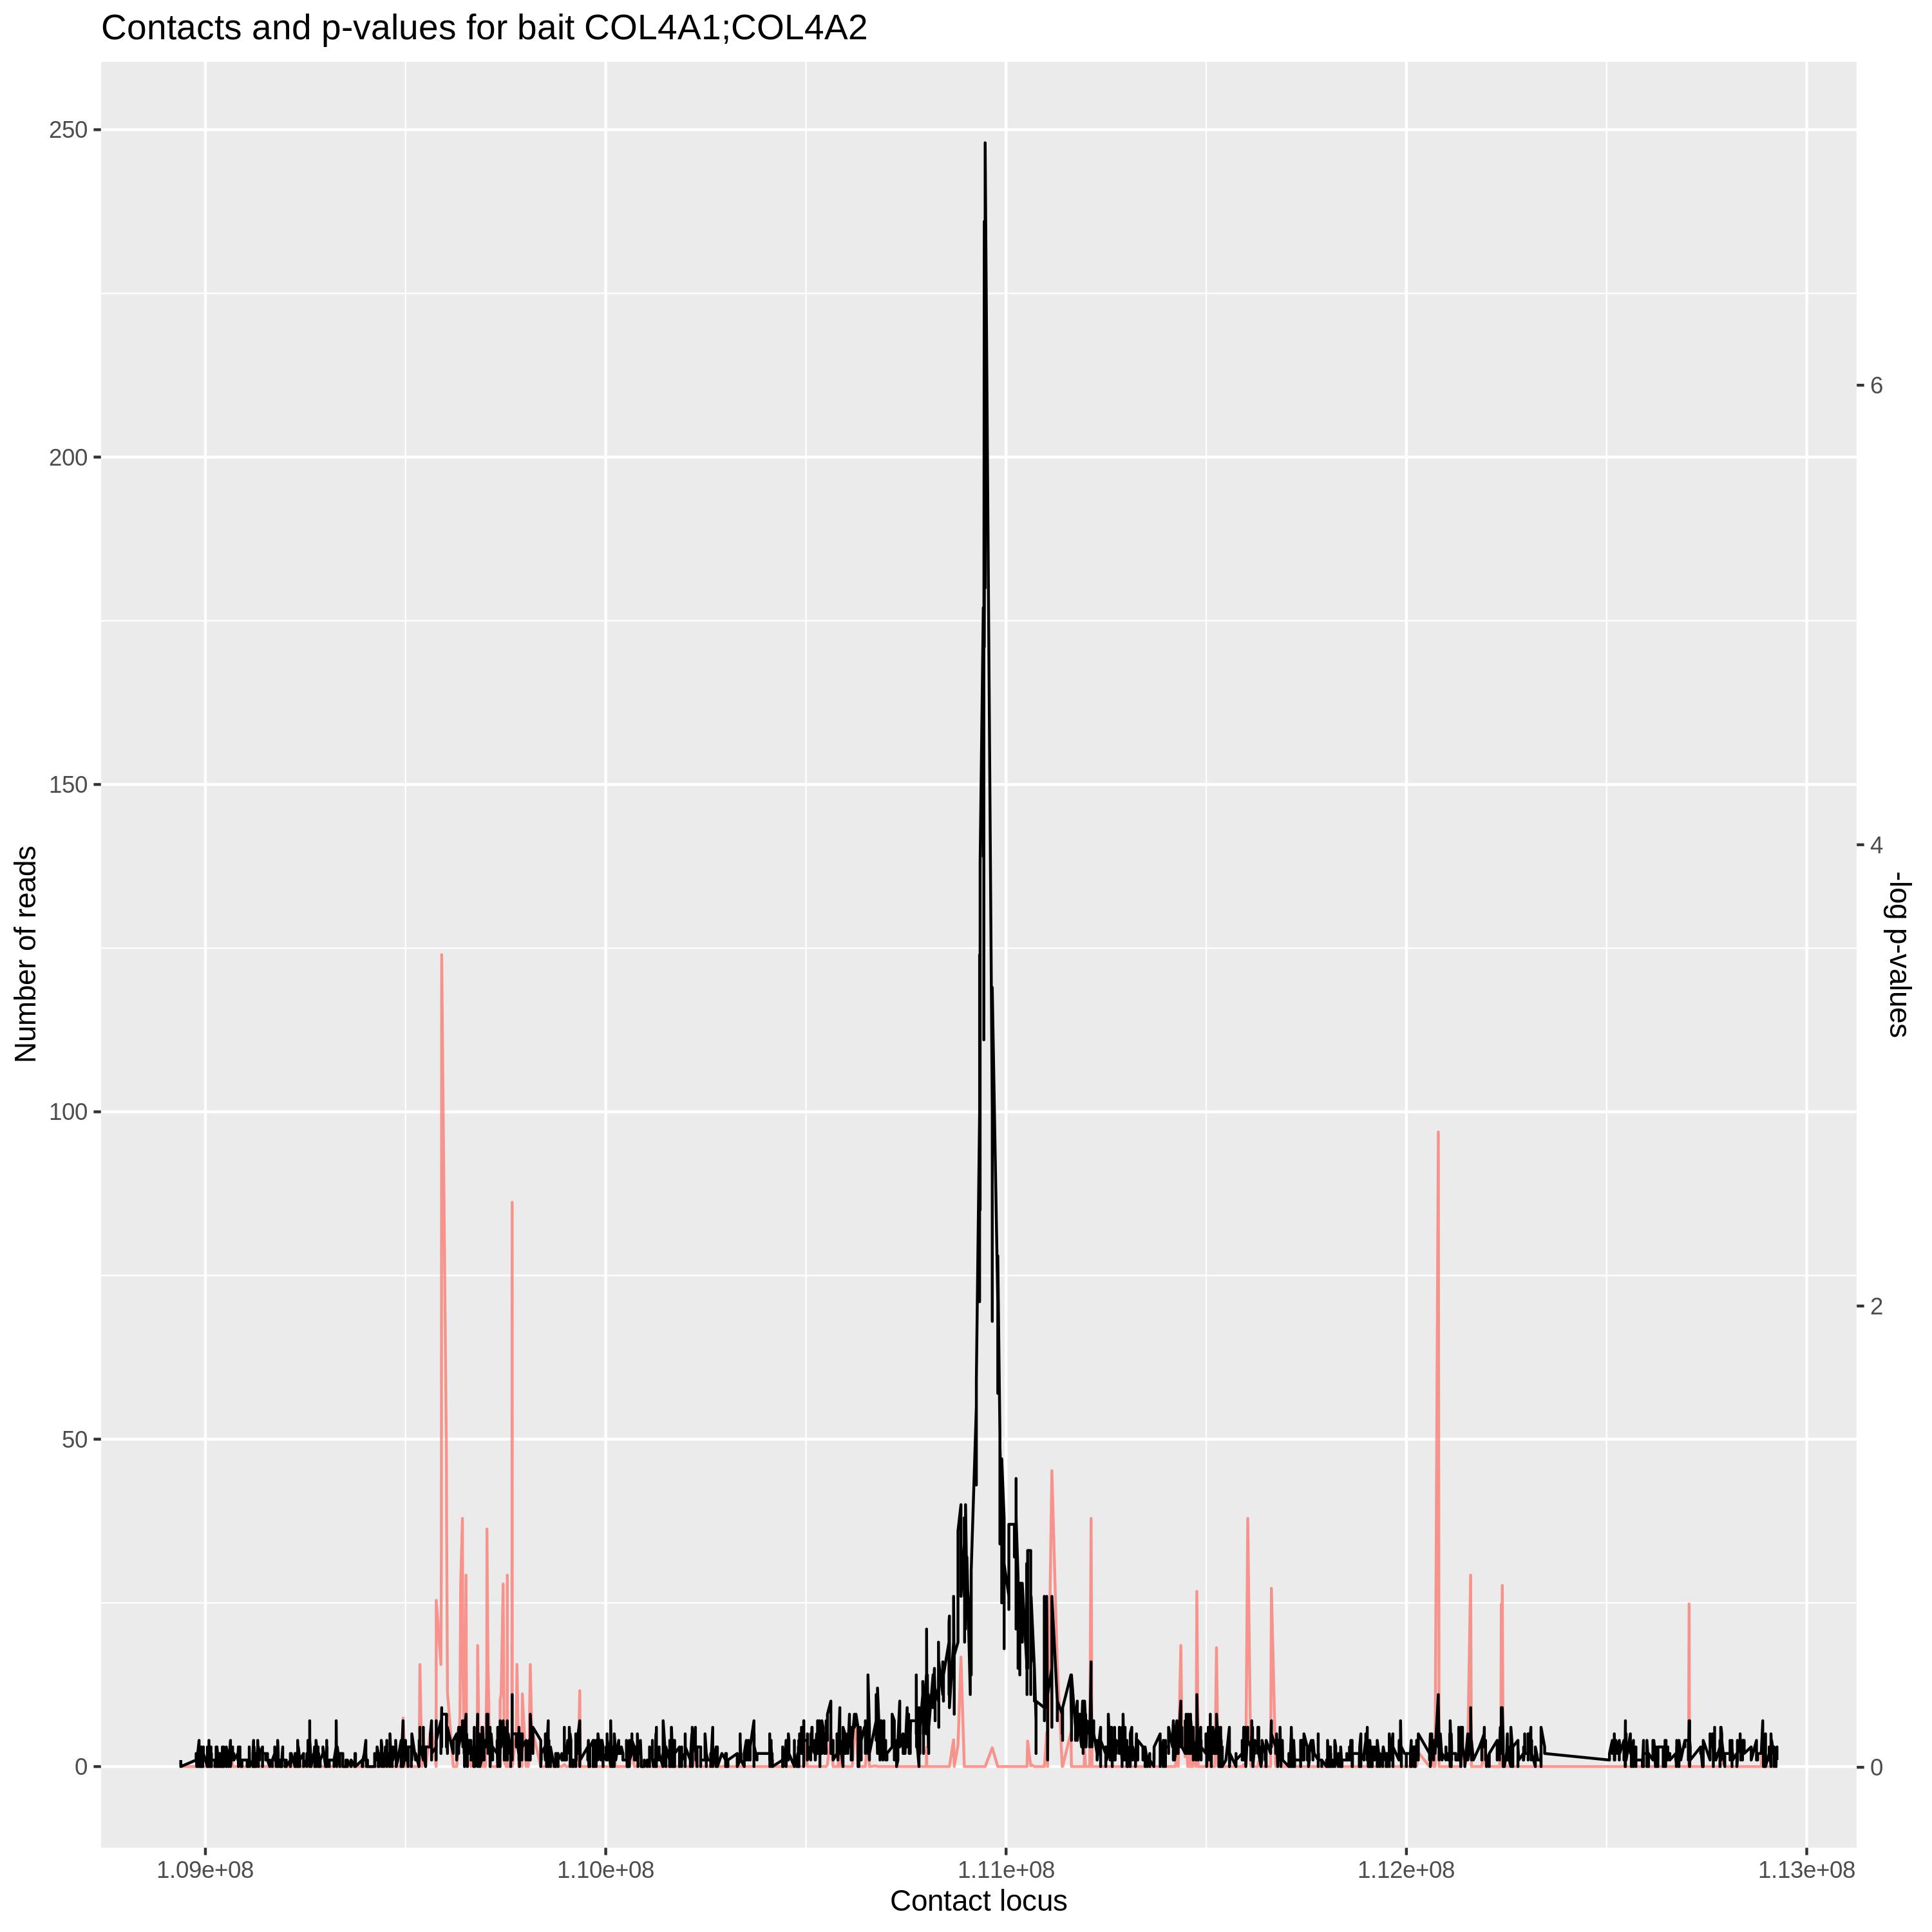 Contacts and p-values for bait COL4A1;COL4A2
250
200
150
100
50
0
Number of reads
6
4
2
0
-log p-values
1.09e+08
1.10e+08
1.11e+08
1.12e+08
1.13e+08
Contact locus